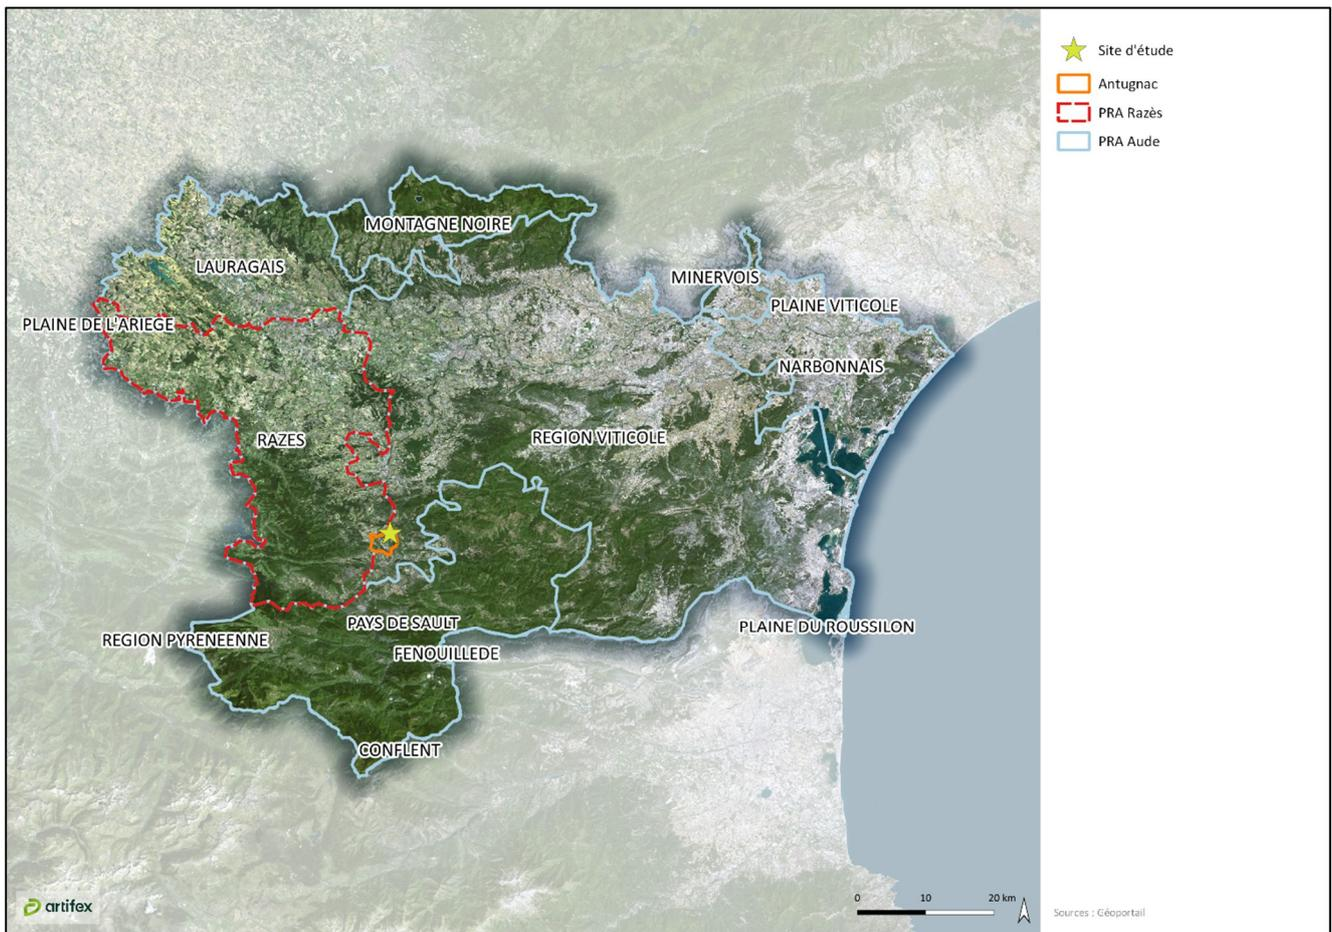 Site d'étude
Antugnac
PRA Razès
PRA Aude
MONTAGNE NOIRE
LAURAGAIS
MINERVOIS
PLAINE VITICOLE
PLAINE DE L'ARIEGE
NARBONNAIS
RAZES
REGION VITICOLE
PAYS DE SAULT
PLAINE DU ROUSSILON
REGION PYRENEENNE
FENOUILLEDE
CONFLENT
artifex
0 10 20 km
Sources : Géoportail